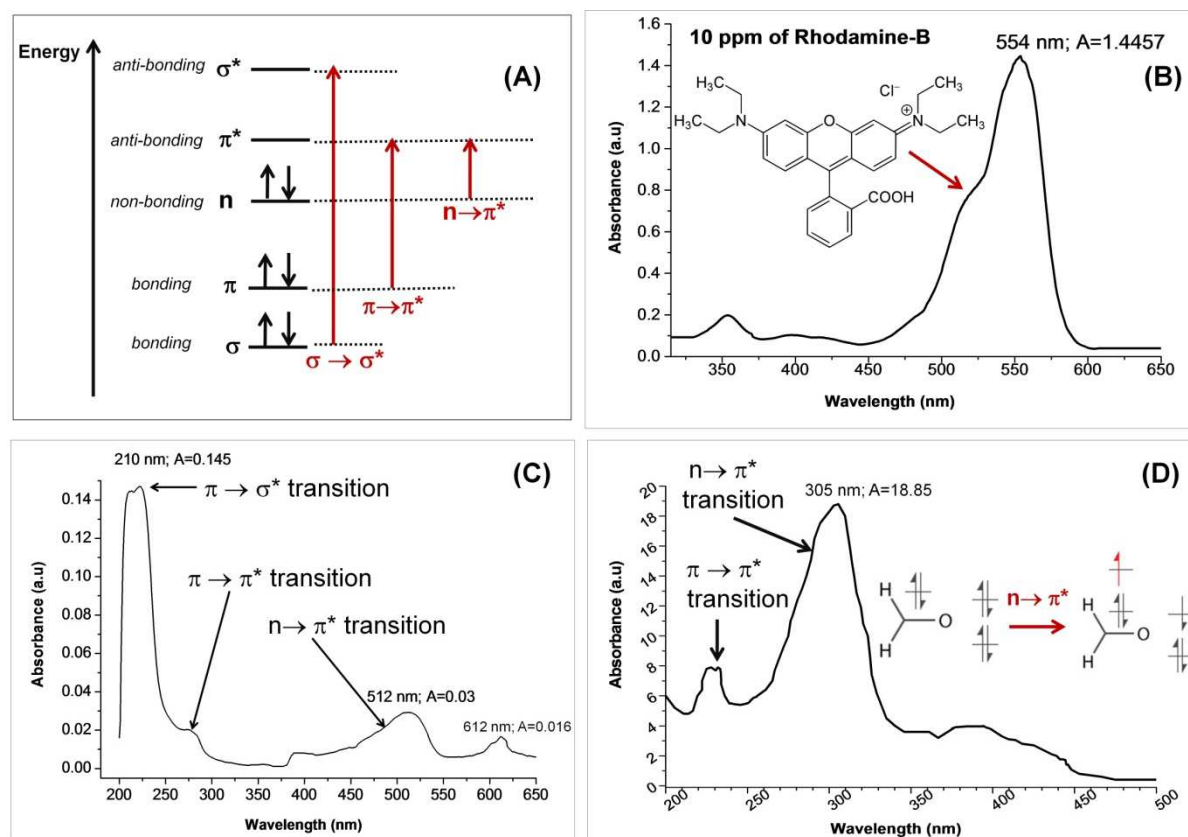 Energy
(A)
anti-bonding σ*
anti-bonding π*
non-bonding n
n→π*
bonding π
π→π*
bonding σ
σ → σ*
10 ppm of Rhodamine-B
554 nm; A=1.4457
(B)
Cl⁻
H₃C
CH₃
H₃C
N
O
N
⊕
CH₃
COOH
Absorbance (a.u)
1.6
1.4
1.2
1.0
0.8
0.6
0.4
0.2
0.0
350 400 450 500 550 600 650
Wavelength (nm)
(C)
210 nm; A=0.145
π → σ* transition
π → π* transition
n→ π* transition
512 nm; A=0.03
612 nm; A=0.016
Absorbance (a.u)
0.14
0.12
0.10
0.08
0.06
0.04
0.02
0.00
200 250 300 350 400 450 500 550 600 650
Wavelength (nm)
(D)
n→ π*
transition
305 nm; A=18.85
π → π*
transition
H
H
O
n→ π*
H
H
O
Absorbance (a.u)
20
18
16
14
12
10
8
6
4
2
0
200 250 300 350 400 450 500
Wavelength (nm)